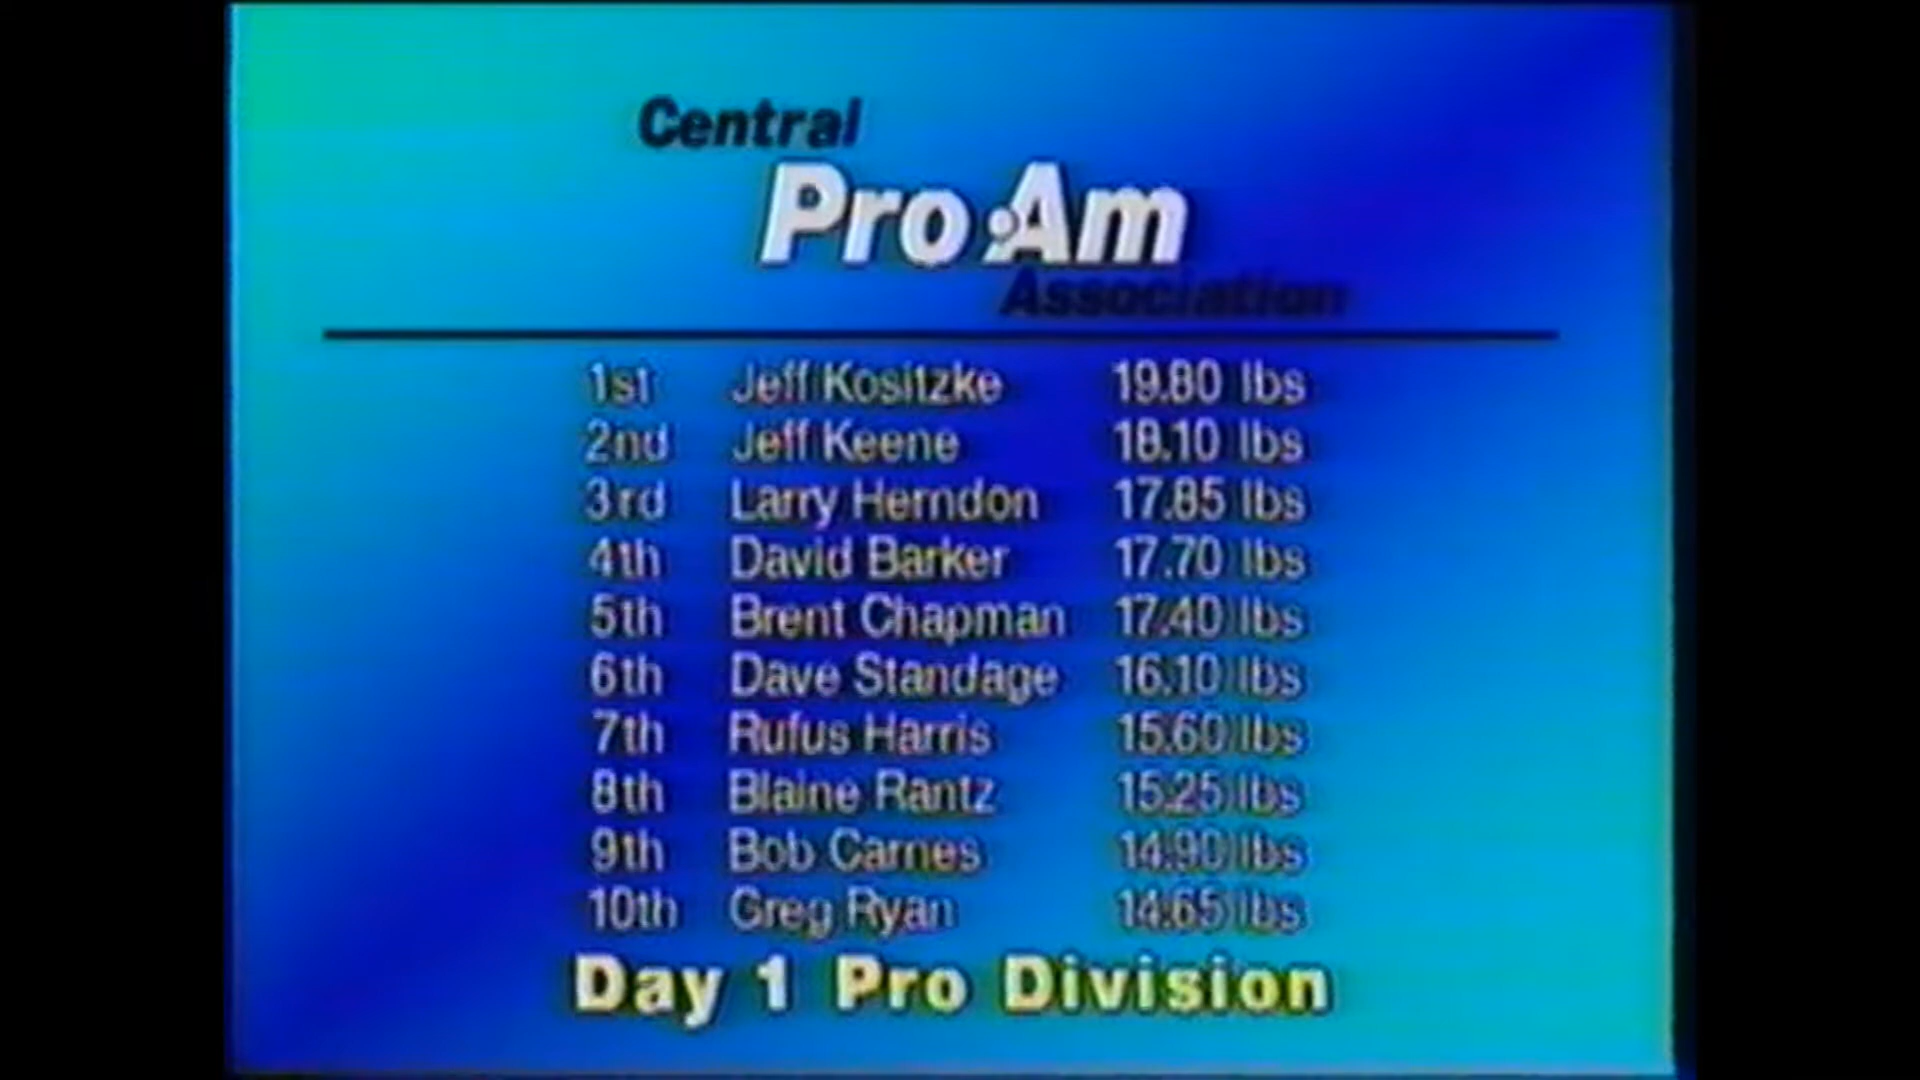 Central
Pro·Am
Association
1st Jeff Kositzke 19.80 lbs
2nd Jeff Keene 18.10 lbs
3rd Larry Herndon 17.85 lbs
4th David Barker 17.70 lbs
5th Brent Chapman 17.40 lbs
6th Dave Standage 16.10 lbs
7th Rufus Harris 15.60 lbs
8th Blaine Rantz 15.25 lbs
9th Bob Carnes 14.90 lbs
10th Greg Ryan 14.65 lbs
Day 1 Pro Division